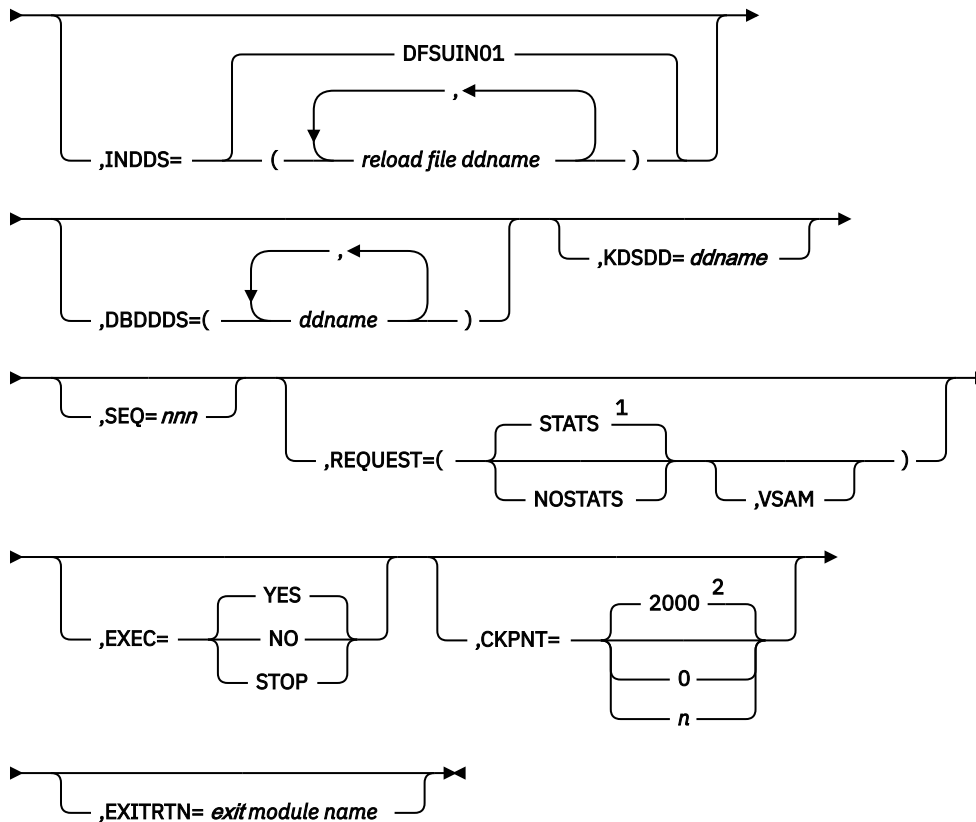 DFSUIN01
,
,INDDS= ( reload file ddname )
,
,DBDDDS=( ddname )
,KDSDD= ddname
,SEQ= nnn
STATS 1
,REQUEST=( )
NOSTATS
,VSAM
YES
,EXEC= NO
STOP
2000 2
,CKPNT=
0
n
,EXITRTN= exit module name